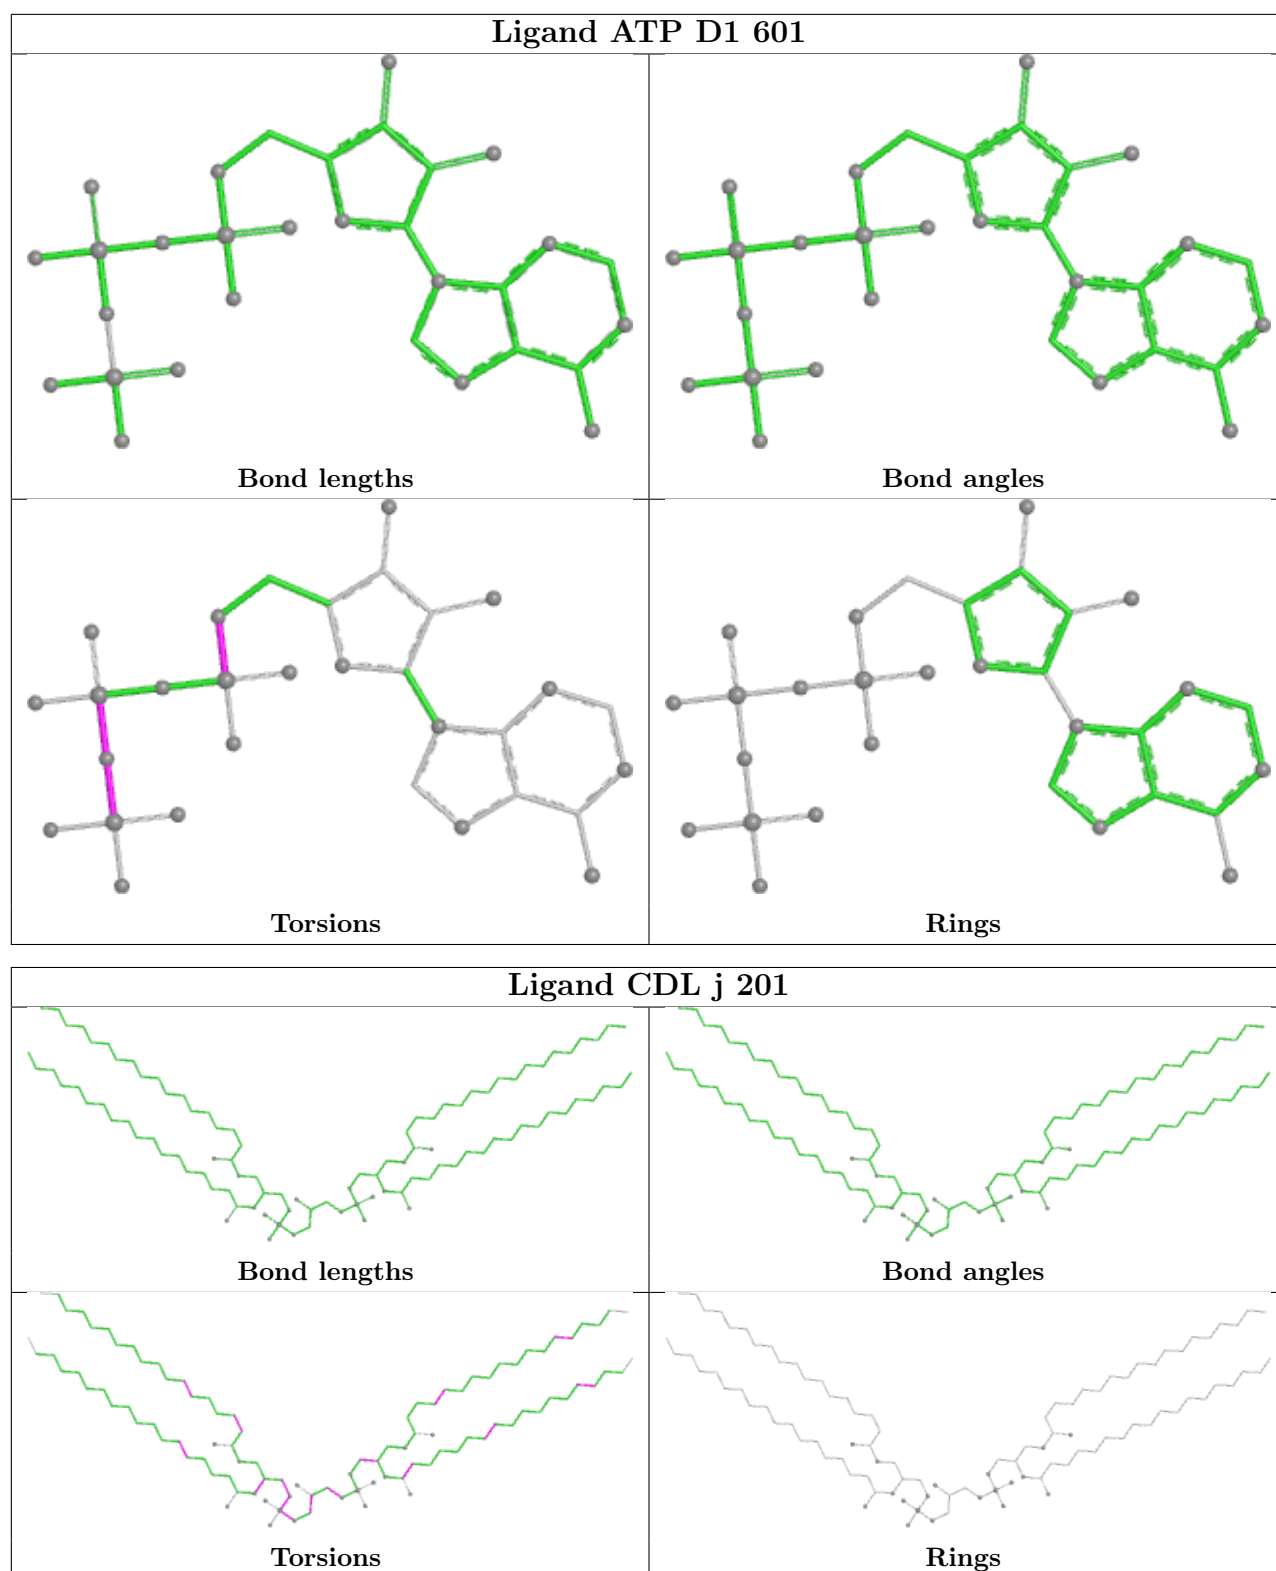 Ligand ATP D1 601
Bond lengths
Bond angles
Torsions
Rings
Ligand CDL j 201
Bond lengths
Bond angles
Torsions
Rings